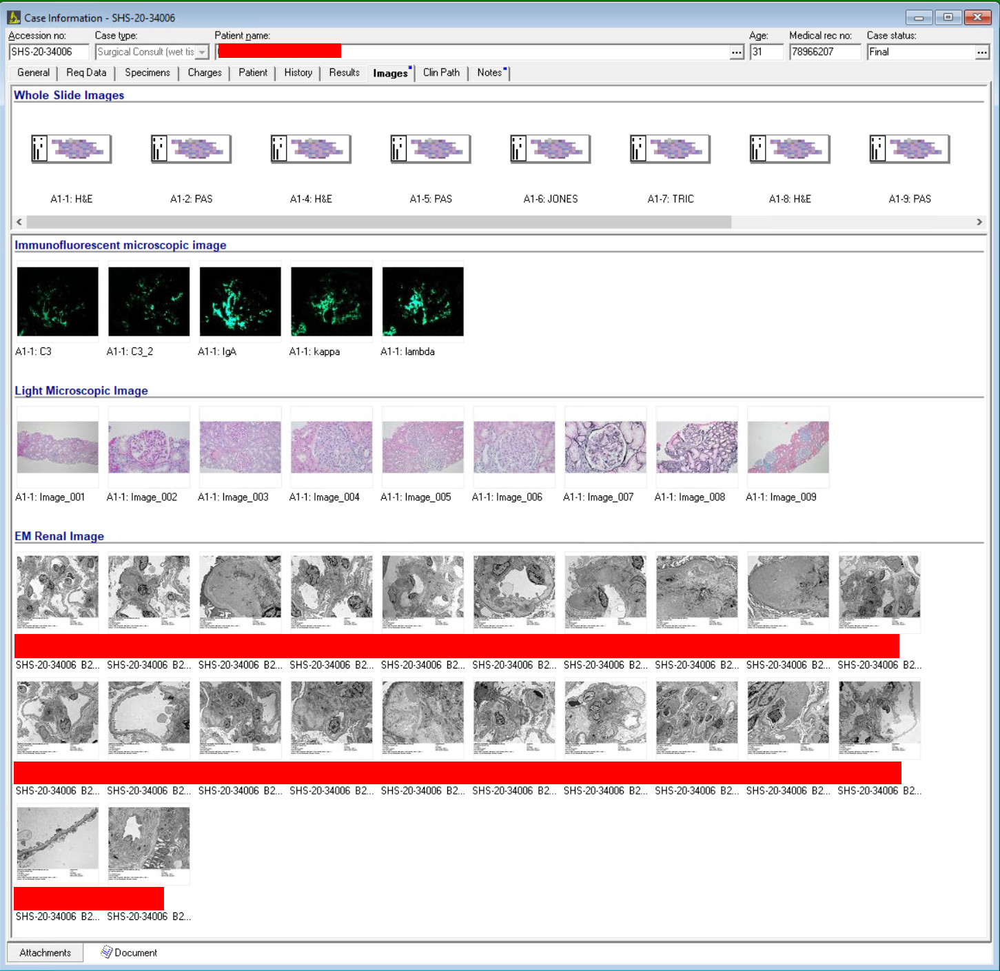 Case Information - SHS-20-34006
Accession no: Case type: Patient name: Age: Medical rec no: Case status:
SHS-20-34006 Surgical Consult (wet tis ... 31 78966207 Final ...
General Req Data Specimens Charges Patient History Results Images Clin Path Notes
Whole Slide Images
A1-1: H&E A1-2: PAS A1-4: H&E A1-5: PAS A1-6: JONES A1-7: TRIC A1-8: H&E A1-9: PAS
Immunofluorescent microscopic image
A1-1: C3 A1-1: C3_2 A1-1: IgA A1-1: kappa A1-1: lambda
Light Microscopic Image
A1-1: Image_001 A1-1: Image_002 A1-1: Image_003 A1-1: Image_004 A1-1: Image_005 A1-1: Image_006 A1-1: Image_007 A1-1: Image_008 A1-1: Image_009
EM Renal Image
SHS-20-34006 B2... SHS-20-34006 B2... SHS-20-34006 B2... SHS-20-34006 B2... SHS-20-34006 B2... SHS-20-34006 B2... SHS-20-34006 B2... SHS-20-34006 B2... SHS-20-34006 B2... SHS-20-34006 B2...
SHS-20-34006 B2... SHS-20-34006 B2... SHS-20-34006 B2... SHS-20-34006 B2... SHS-20-34006 B2... SHS-20-34006 B2... SHS-20-34006 B2... SHS-20-34006 B2... SHS-20-34006 B2... SHS-20-34006 B2...
SHS-20-34006 B2... SHS-20-34006 B2...
Attachments Document